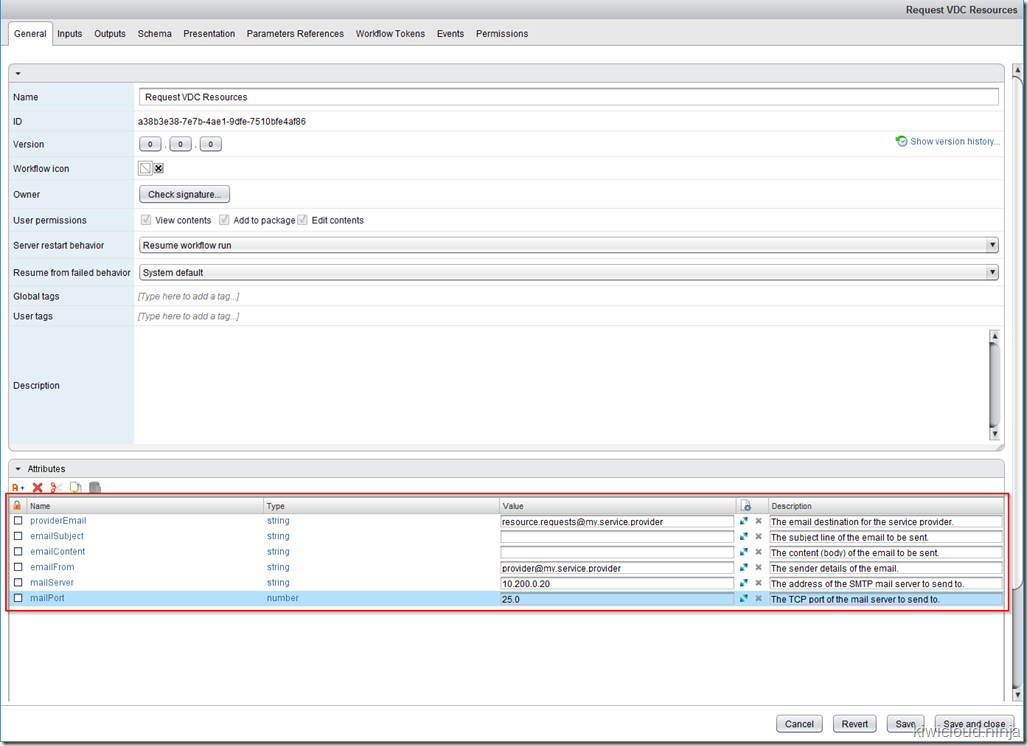 Request VDC Resources
General Inputs Outputs Schema Presentation Parameters References Workflow Tokens Events Permissions
Name Request VDC Resources
ID a38b3e38-7e7b-4ae1-9dfe-7510bfe4af86
Version 0 . 0 . 0 Show version history...
Workflow icon
Owner Check signature...
User permissions View contents Add to package Edit contents
Server restart behavior Resume workflow run
Resume from failed behavior System default
Global tags [Type here to add a tag...]
User tags [Type here to add a tag...]
Description
Attributes
Name Type Value Description
providerEmail string resource.requests@my.service.provider The email destination for the service provider.
emailSubject string The subject line of the email to be sent.
emailContent string The content (body) of the email to be sent.
emailFrom string provider@my.service.provider The sender details of the email.
mailServer string 10.200.0.20 The address of the SMTP mail server to send to.
mailPort number 25.0 The TCP port of the mail server to send to.
Cancel Revert Save Save and close
kiwicloud.ninja